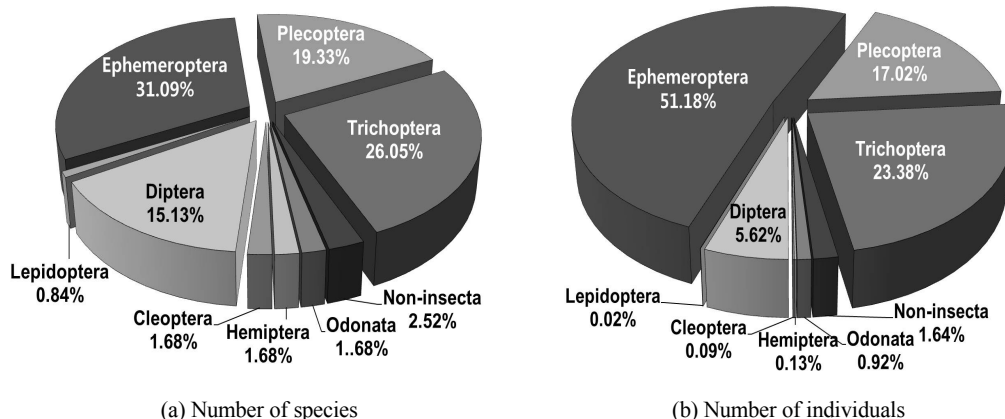 Plecoptera
19.33%
Ephemeroptera
31.09%
Trichoptera
26.05%
Diptera
15.13%
Lepidoptera
0.84%
Cleoptera
1.68%
Hemiptera
1.68%
Odonata
1..68%
Non-insecta
2.52%
(a) Number of species
Plecoptera
17.02%
Ephemeroptera
51.18%
Trichoptera
23.38%
Diptera
5.62%
Lepidoptera
0.02%
Cleoptera
0.09%
Hemiptera
0.13%
Odonata
0.92%
Non-insecta
1.64%
(b) Number of individuals